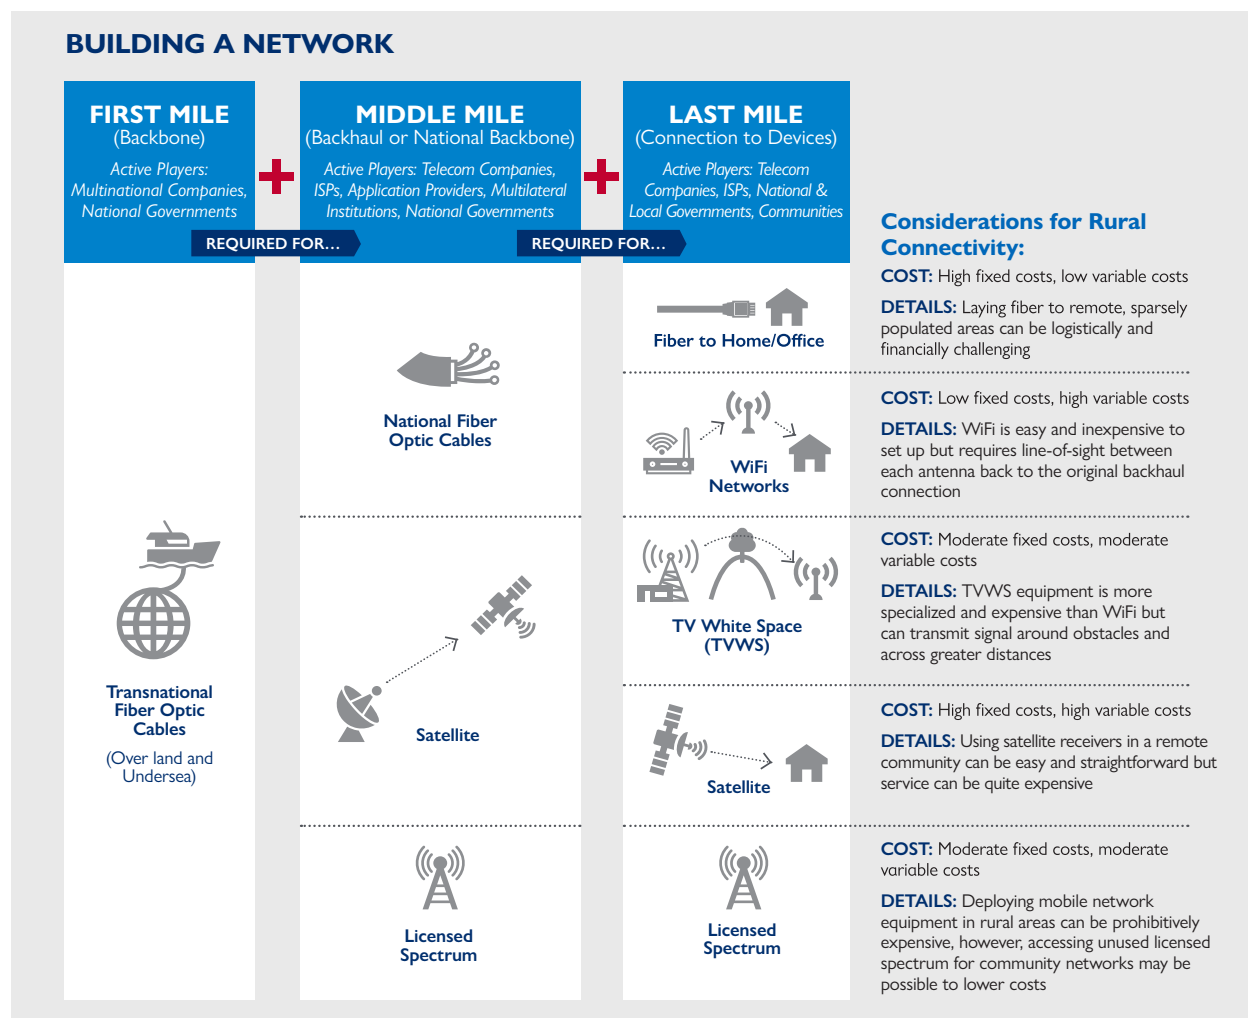 BUILDING A NETWORK
FIRST MILE
(Backbone)
Active Players:
Multinational Companies,
National Governments
MIDDLE MILE
(Backhaul or National Backbone)
Active Players: Telecom Companies,
ISPs, Application Providers, Multilateral
Institutions, National Governments
LAST MILE
(Connection to Devices)
Active Players: Telecom
Companies, ISPs, National &
Local Governments, Communities
REQUIRED FOR...
REQUIRED FOR...
Transnational
Fiber Optic
Cables
(Over land and
Undersea)
National Fiber
Optic Cables
Satellite
Licensed
Spectrum
Fiber to Home/Office
WiFi
Networks
TV White Space
(TVWS)
Satellite
Licensed
Spectrum
Considerations for Rural
Connectivity:
COST: High fixed costs, low variable costs
DETAILS: Laying fiber to remote, sparsely
populated areas can be logistically and
financially challenging
COST: Low fixed costs, high variable costs
DETAILS: WiFi is easy and inexpensive to
set up but requires line-of-sight between
each antenna back to the original backhaul
connection
COST: Moderate fixed costs, moderate
variable costs
DETAILS: TVWS equipment is more
specialized and expensive than WiFi but
can transmit signal around obstacles and
across greater distances
COST: High fixed costs, high variable costs
DETAILS: Using satellite receivers in a remote
community can be easy and straightforward but
service can be quite expensive
COST: Moderate fixed costs, moderate
variable costs
DETAILS: Deploying mobile network
equipment in rural areas can be prohibitively
expensive, however, accessing unused licensed
spectrum for community networks may be
possible to lower costs